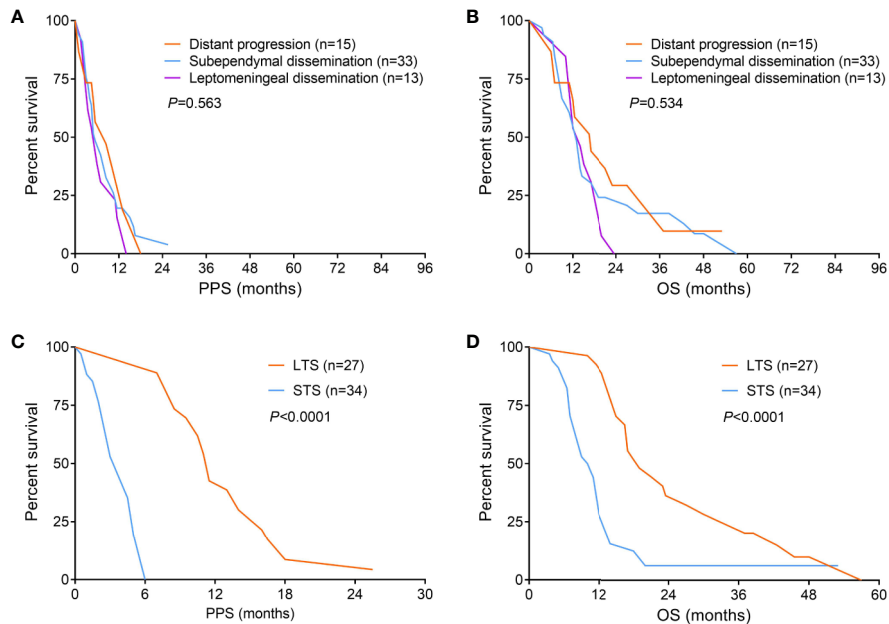 A
Percent survival
100
75
50
25
0
Distant progression (n=15)
Subependymal dissemination (n=33)
Leptomeningeal dissemination (n=13)
P=0.563
0 12 24 36 48 60 72 84 96
PPS (months)
B
Percent survival
100
75
50
25
0
Distant progression (n=15)
Subependymal dissemination (n=33)
Leptomeningeal dissemination (n=13)
P=0.534
0 12 24 36 48 60 72 84 96
OS (months)
C
Percent survival
100
75
50
25
0
LTS (n=27)
STS (n=34)
P<0.0001
0 6 12 18 24 30
PPS (months)
D
Percent survival
100
75
50
25
0
LTS (n=27)
STS (n=34)
P<0.0001
0 12 24 36 48 60
OS (months)